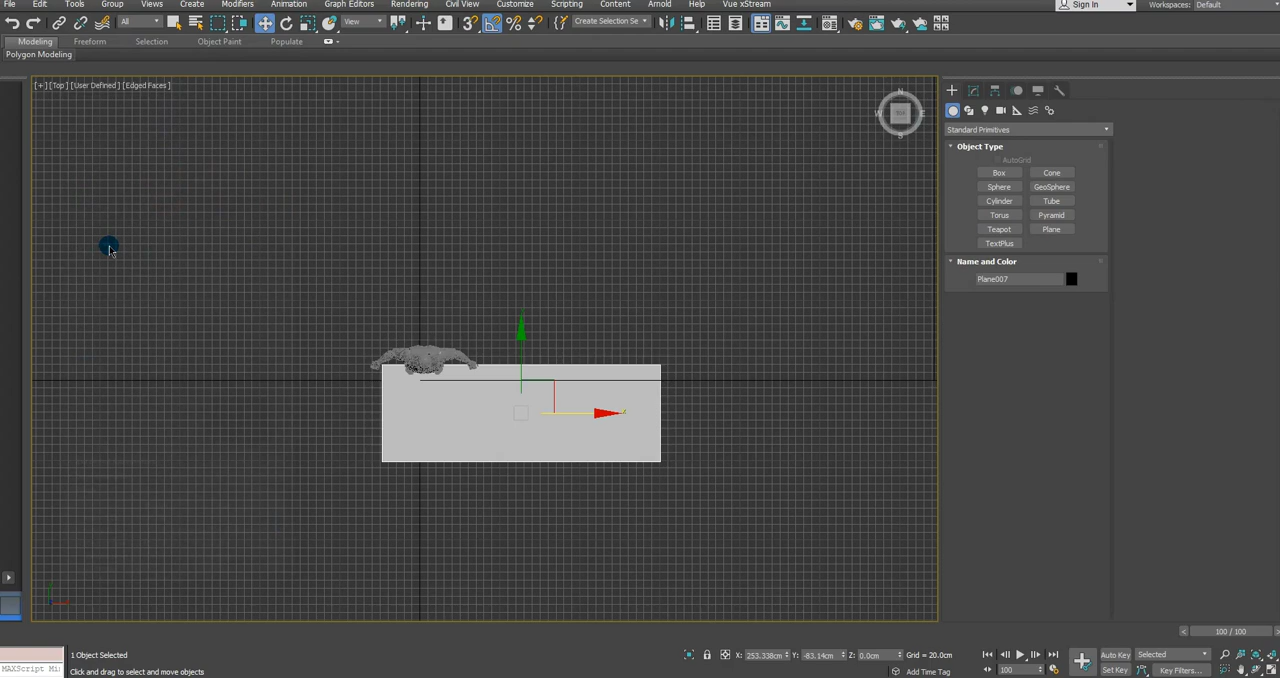 File Edit Tools Group Views Create Modifiers Animation Graph Editors Rendering Civil View Customize Scripting Content Arnold Help Vue xStream
Sign In Workspaces: Default
All View Create Selection Se
Modeling Freeform Selection Object Paint Populate
Polygon Modeling
[+] [Top ] [User Defined ] [Edged Faces ]
N
W E
S
Standard Primitives
Object Type
AutoGrid
Box Cone
Sphere GeoSphere
Cylinder Tube
Torus Pyramid
Teapot Plane
TextPlus
Name and Color
Plane007
100 / 100
1 Object Selected
X: 253.338cm Y: -83.14cm Z: 0.0cm Grid = 20.0cm
Auto Key Selected
MAXScript Mi
Click and drag to select and move objects
Add Time Tag
100
Set Key Key Filters...